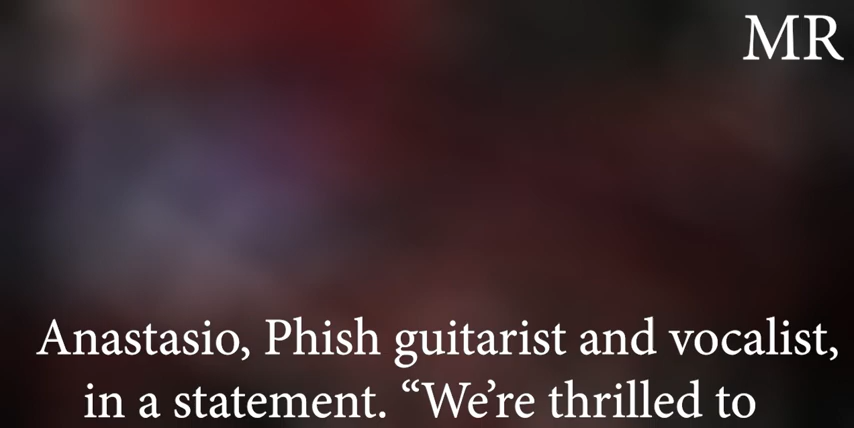 MR
Anastasio, Phish guitarist and vocalist,
in a statement. “We’re thrilled to